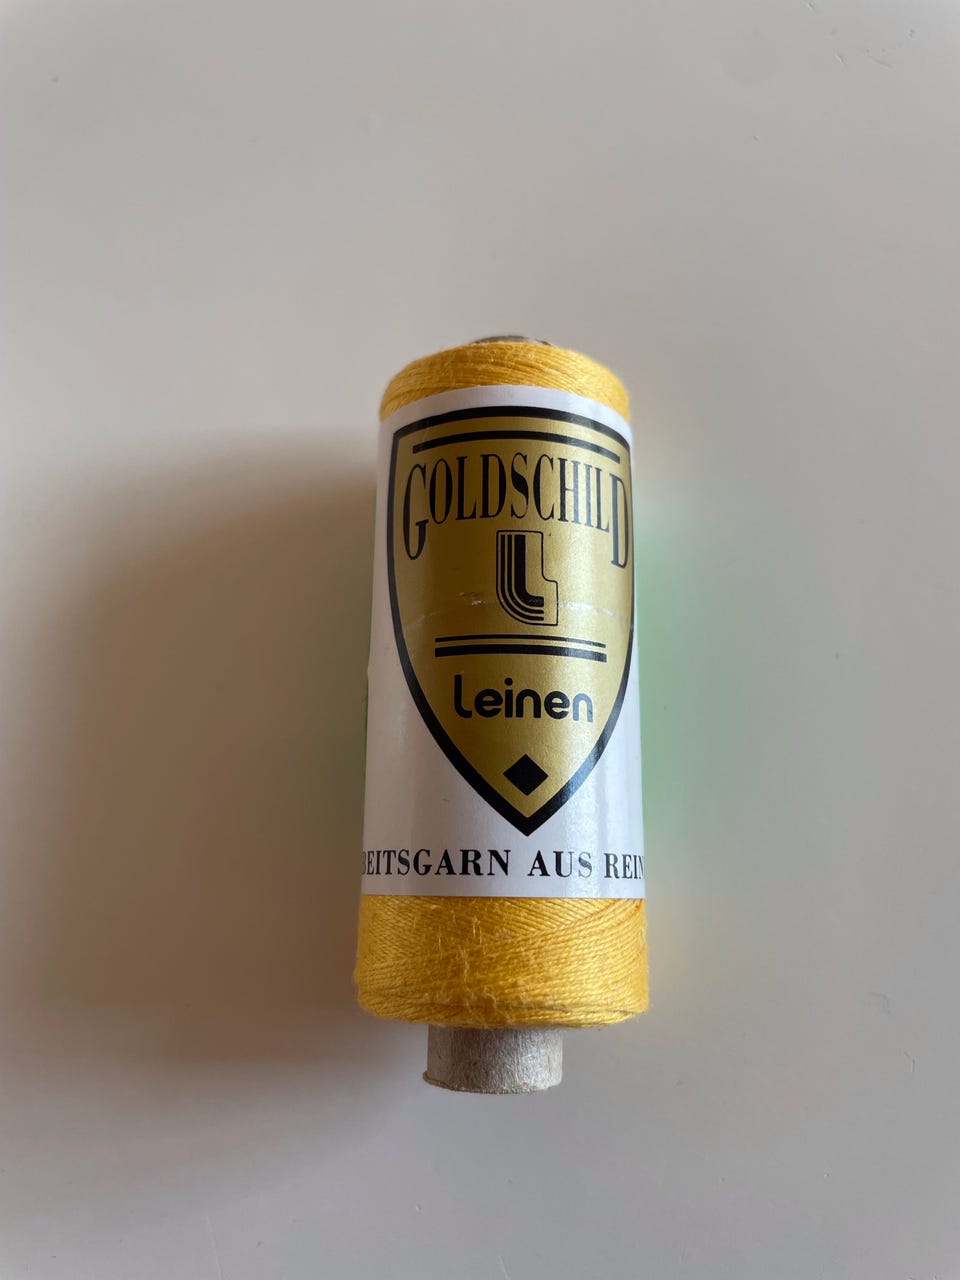 GOLDSCHILD
L
Leinen
BEITSGARN AUS REIN